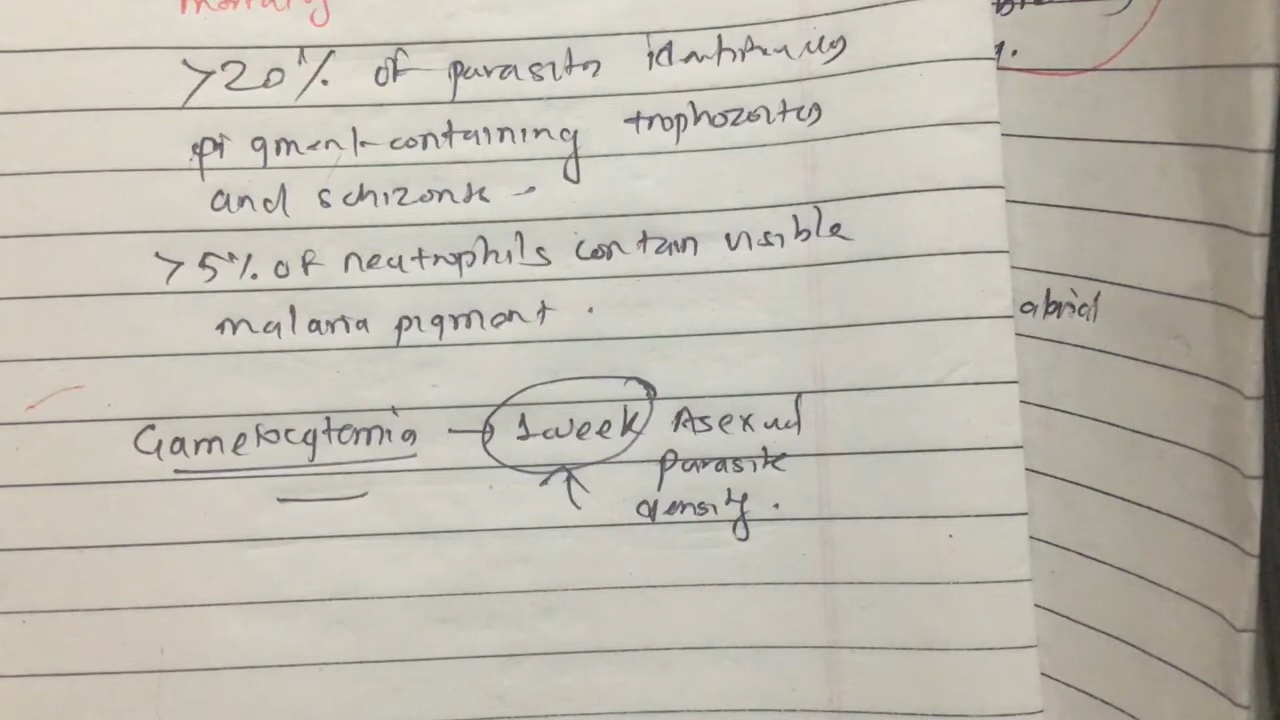 mortality
>20% of parasites identifying
pigment-containing trophozoites
and schizonts -
>5% of neutrophils contain visible
malaria pigment.
Gametocytemia → 1week Asexual
parasite
density.